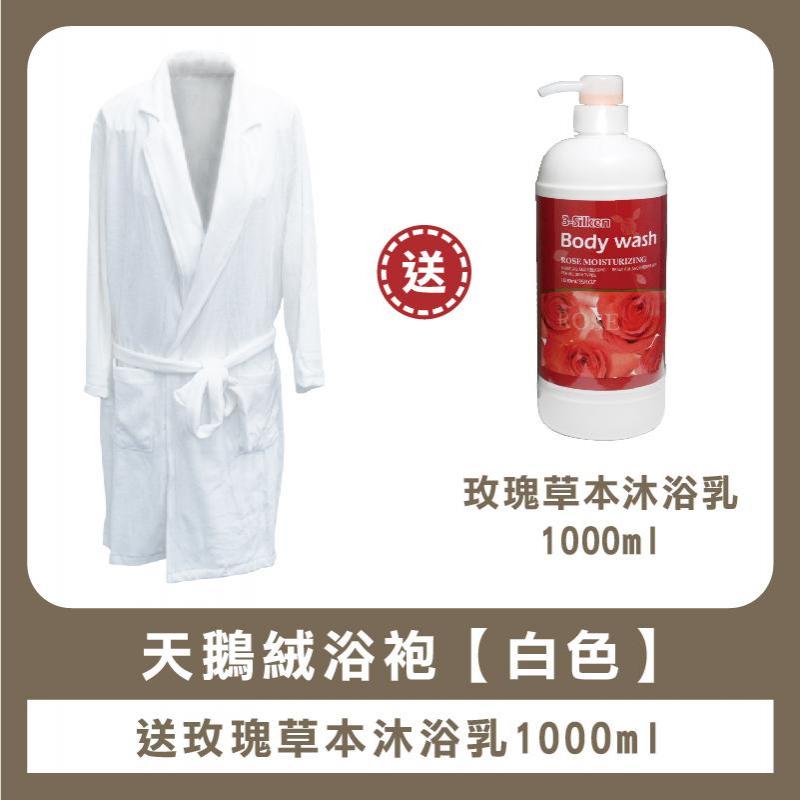 送
3-Silken
Body wash
ROSE MOISTURIZING
ROSE
玫瑰草本沐浴乳
1000ml
天鵝絨浴袍【白色】
送玫瑰草本沐浴乳1000ml